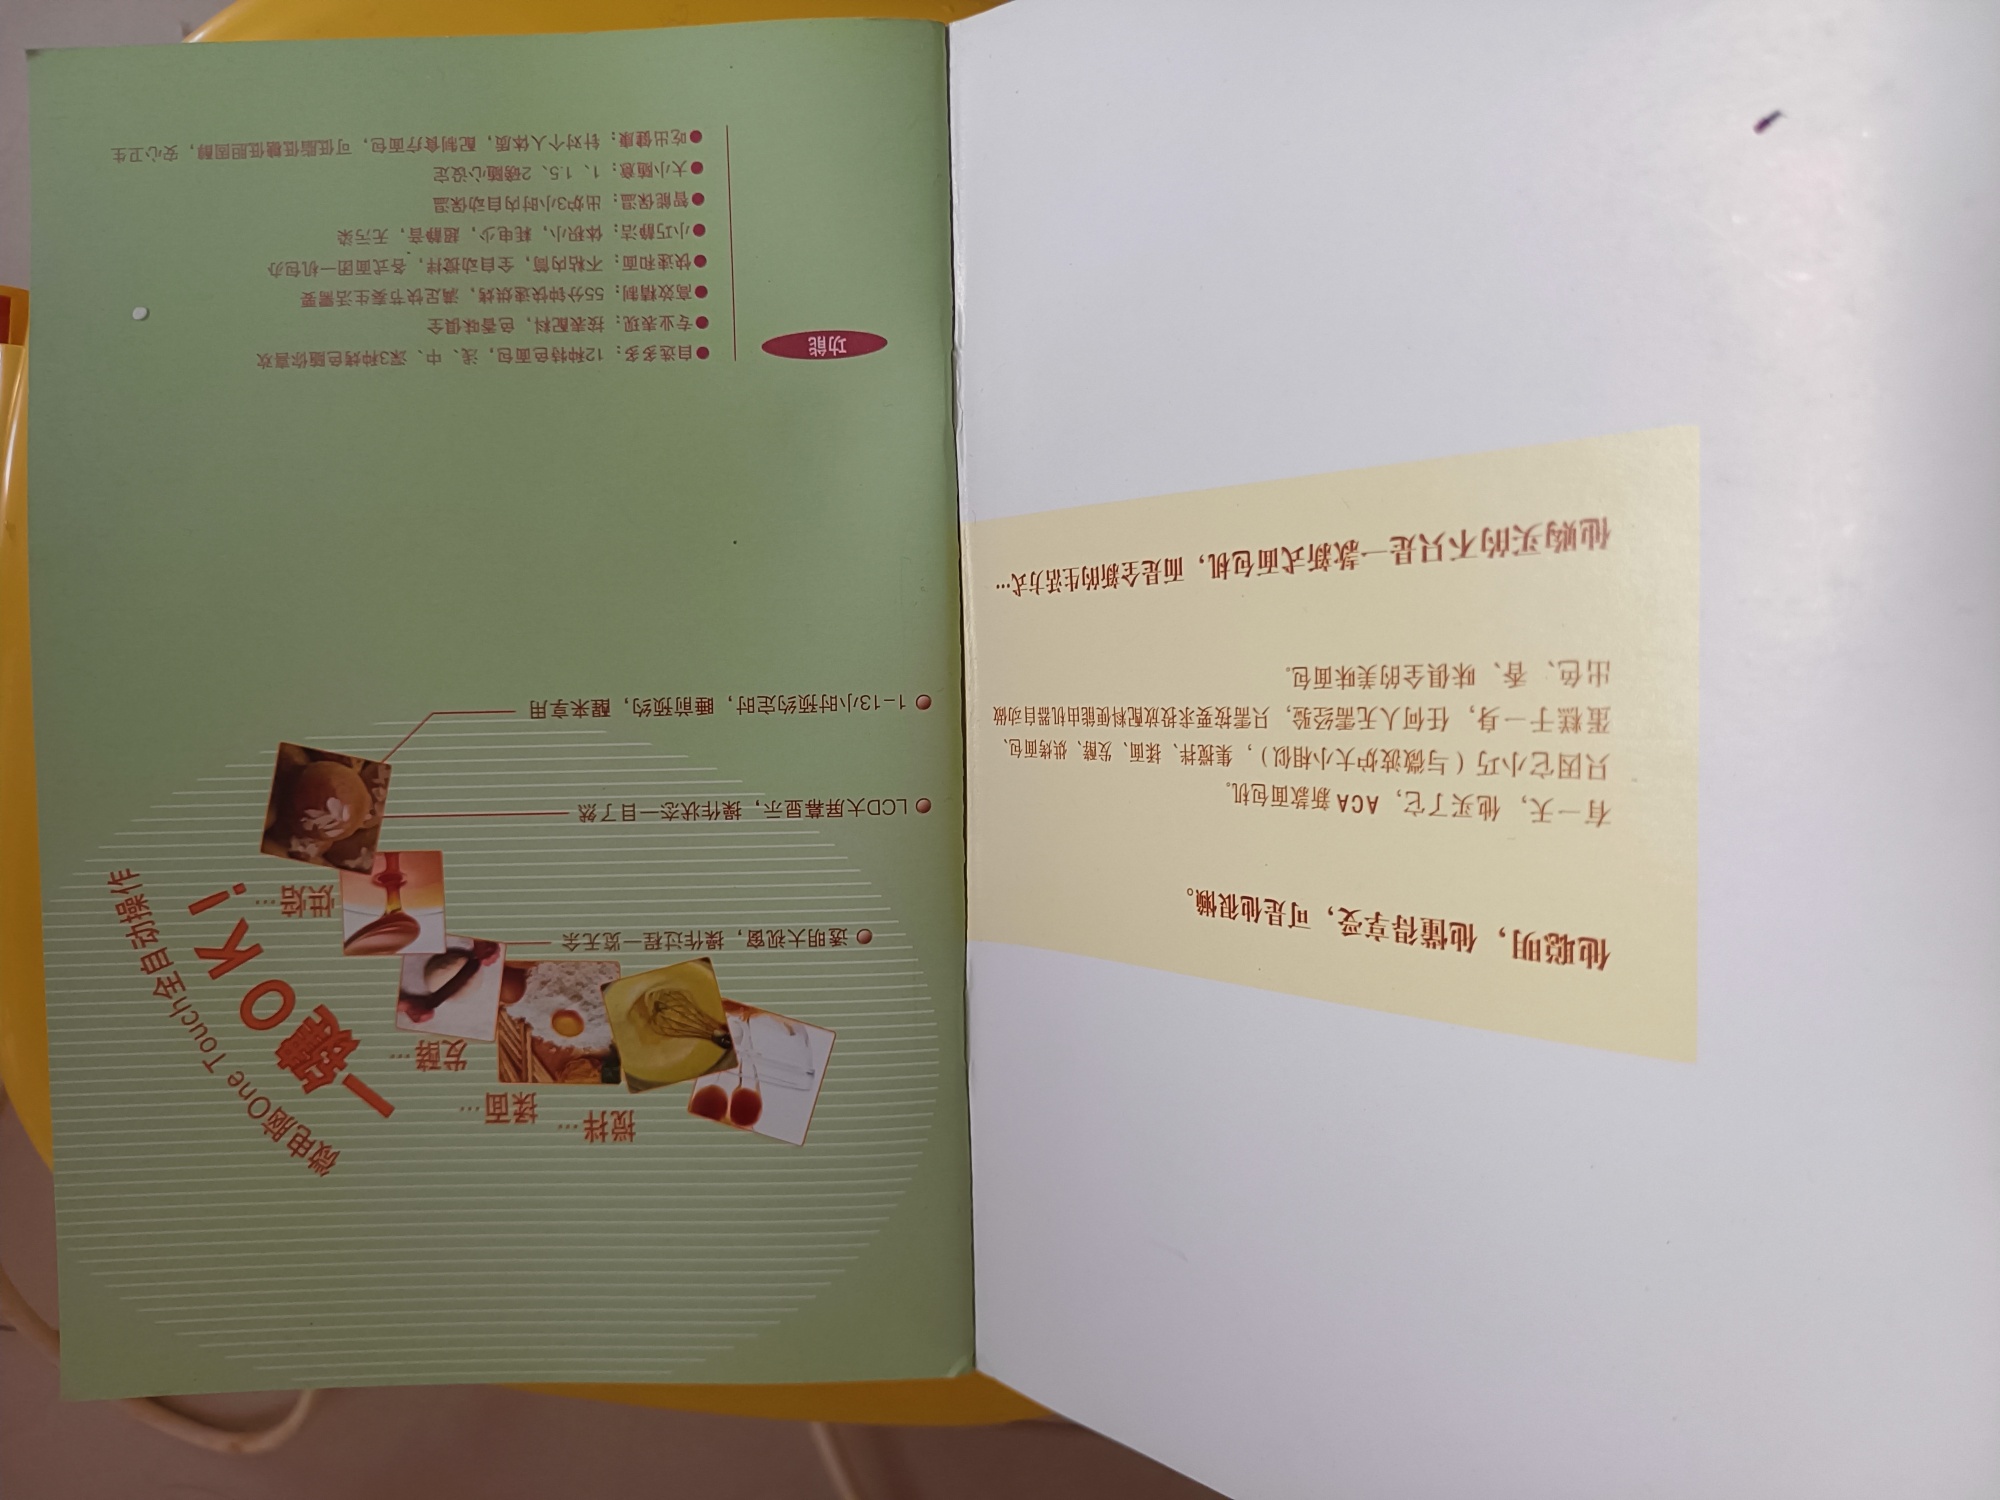 他聪明，他懂得享受，可是他很懒。
有一天，他买了它，ACA 新款面包机。
只因它小巧（与微波炉大小相似），集搅拌、揉面、发酵、烘烤面包、
蛋糕于一身，任何人无需经验，只需按要求投放配料便能由机器自动做
出色、香、味俱全的美味面包。
他购买的不只是一款新式面包机，而是全新的生活方式…
微电脑One Touch全自动操作
一键OK！
搅拌…
揉面…
发酵…
烘焙…
透明大视窗，操作过程一览无余
LCD大屏幕显示，操作状态一目了然
1-13小时预约定时，睡前预约，醒来享用
功能
●自选多多：12种特色面包，浅、中、深3种烤色随你喜欢
●专业表现：按表配料，色香味俱全
●高效精制：55分钟快速烘烤，满足快节奏生活需要
●快速和面：不粘内筒，全自动搅拌，各式面团一机包办
●小巧静洁：体积小，耗电少，超静音，无污染
●智能保温：出炉3小时内自动保温
●大小随意：1、1.5、2磅随心设定
●吃出健康：针对个人体质，配制食疗面包，可低脂低糖低胆固醇，安心卫生